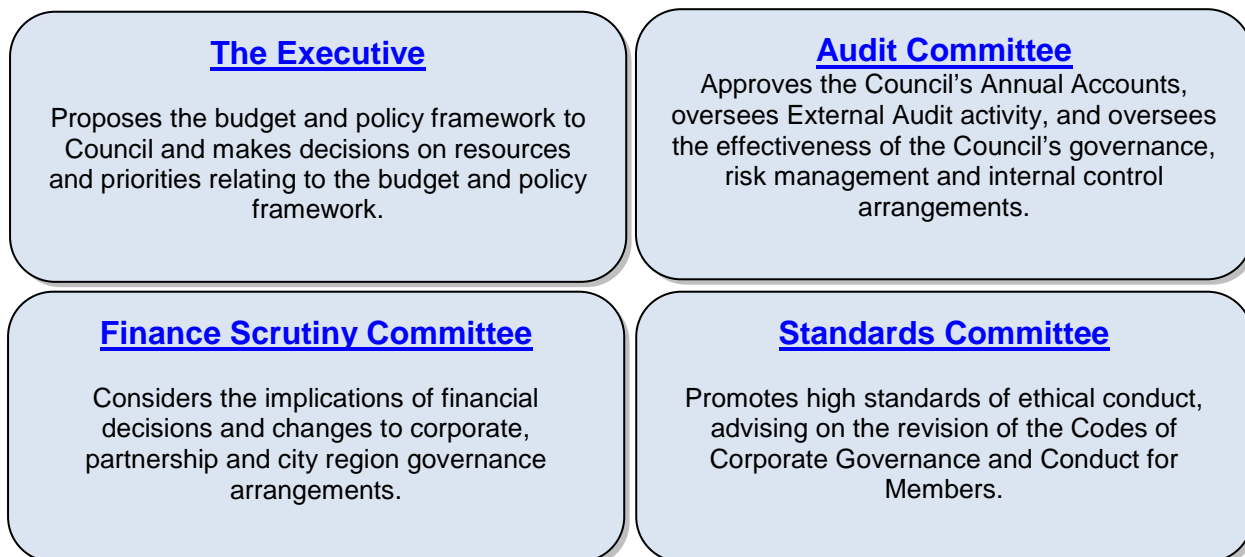 The Executive
Proposes the budget and policy framework to
Council and makes decisions on resources
and priorities relating to the budget and policy
framework.
Audit Committee
Approves the Council’s Annual Accounts,
oversees External Audit activity, and oversees
the effectiveness of the Council’s governance,
risk management and internal control
arrangements.
Finance Scrutiny Committee
Considers the implications of financial
decisions and changes to corporate,
partnership and city region governance
arrangements.
Standards Committee
Promotes high standards of ethical conduct,
advising on the revision of the Codes of
Corporate Governance and Conduct for
Members.